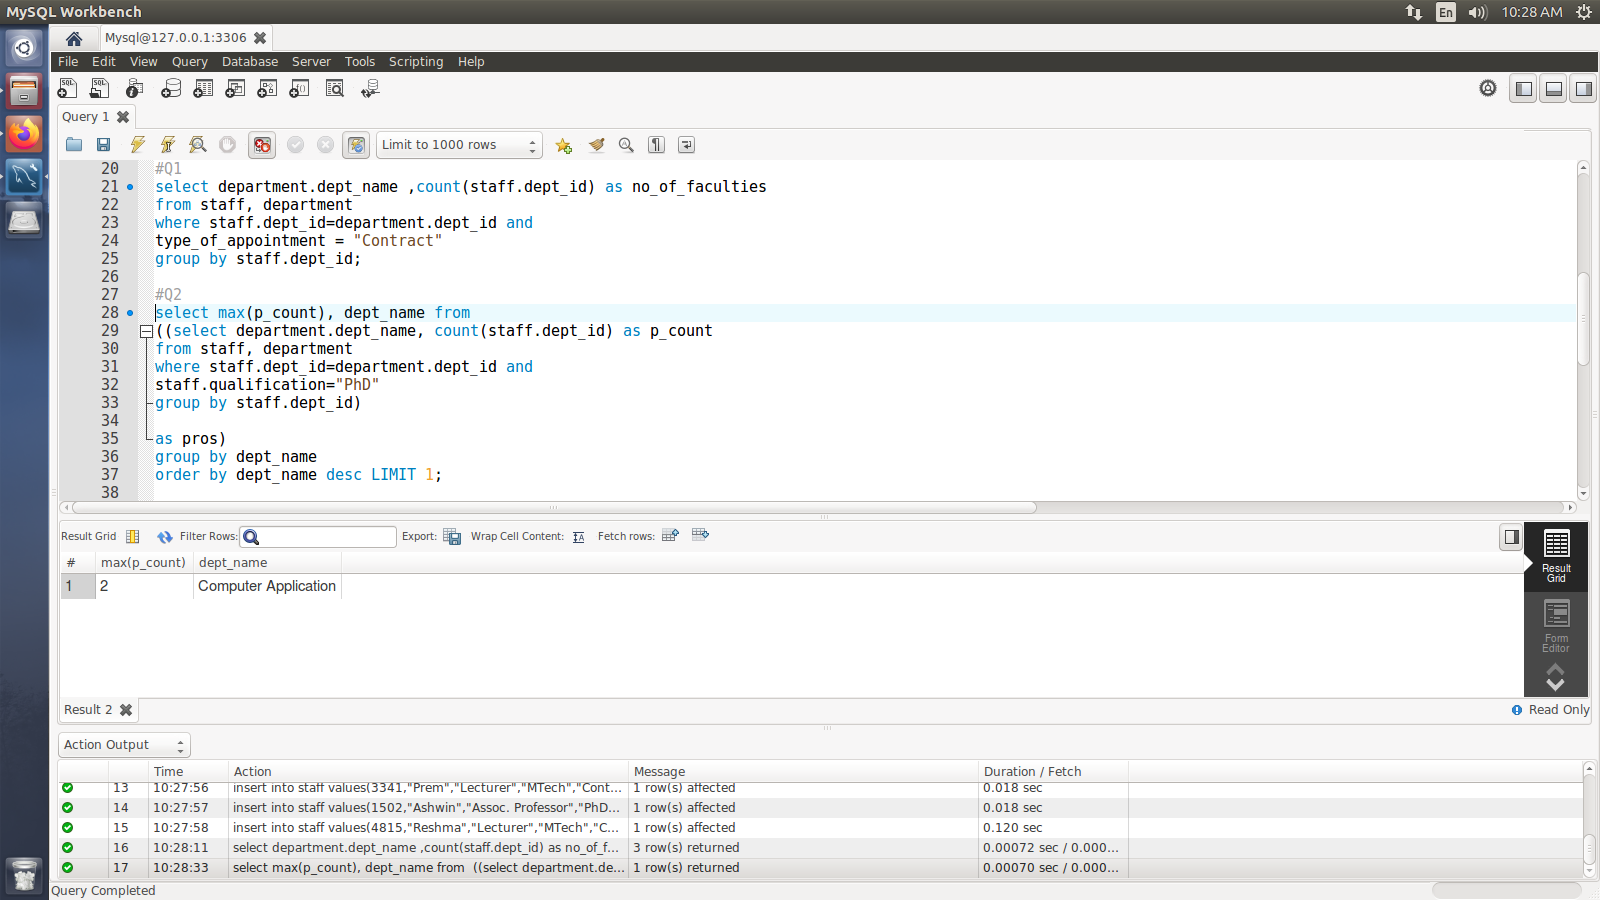 MySQL Workbench
En
10:28 AM
Mysql@127.0.0.1:3306
File Edit View Query Database Server Tools Scripting Help
Query 1
Limit to 1000 rows
20 #Q1
21 select department.dept_name ,count(staff.dept_id) as no_of_faculties
22 from staff, department
23 where staff.dept_id=department.dept_id and
24 type_of_appointment = "Contract"
25 group by staff.dept_id;
26
27 #Q2
28 select max(p_count), dept_name from
29 ((select department.dept_name, count(staff.dept_id) as p_count
30 from staff, department
31 where staff.dept_id=department.dept_id and
32 staff.qualification="PhD"
33 group by staff.dept_id)
34
35 as pros)
36 group by dept_name
37 order by dept_name desc LIMIT 1;
38
Result Grid Filter Rows: Export: Wrap Cell Content: Fetch rows:
# max(p_count) dept_name
1 2 Computer Application
Result
Grid
Form
Editor
Result 2
Read Only
Action Output
Time Action Message Duration / Fetch
13 10:27:56 insert into staff values(3341,"Prem","Lecturer","MTech","Cont... 1 row(s) affected 0.018 sec
14 10:27:57 insert into staff values(1502,"Ashwin","Assoc. Professor","PhD... 1 row(s) affected 0.018 sec
15 10:27:58 insert into staff values(4815,"Reshma","Lecturer","MTech","C... 1 row(s) affected 0.120 sec
16 10:28:11 select department.dept_name ,count(staff.dept_id) as no_of_f... 3 row(s) returned 0.00072 sec / 0.000...
17 10:28:33 select max(p_count), dept_name from ((select department.de... 1 row(s) returned 0.00070 sec / 0.000...
Query Completed